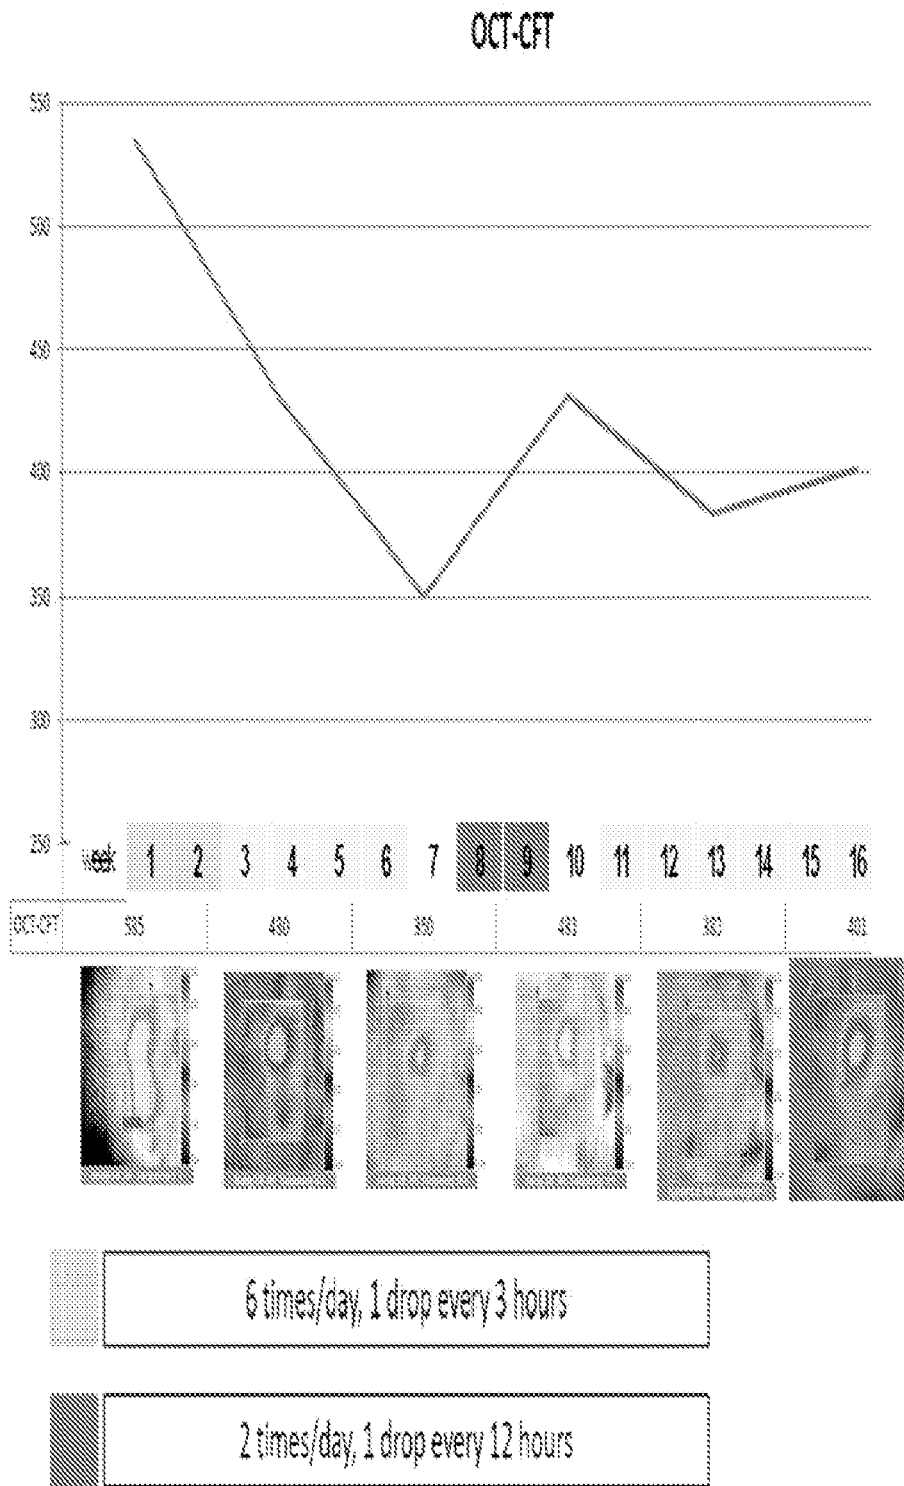 OCT-CFT
550
500
450
400
350
300
250
week 1 2 3 4 5 6 7 8 9 10 11 12 13 14 15 16
OCT-CFT 350 401
6 times/day, 1 drop every 3 hours
2 times/day, 1 drop every 12 hours